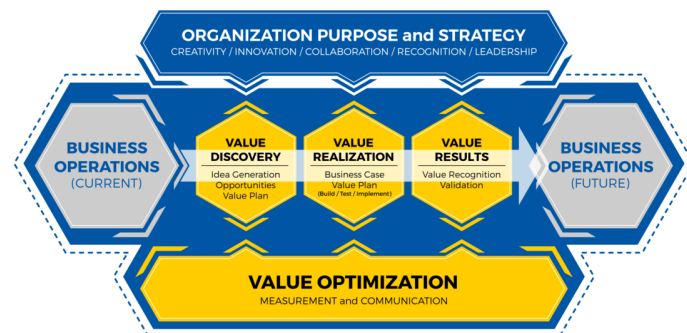 ORGANIZATION PURPOSE and STRATEGY
CREATIVITY / INNOVATION / COLLABORATION / RECOGNITION / LEADERSHIP
BUSINESS
OPERATIONS
(CURRENT)
VALUE
DISCOVERY
Idea Generation
Opportunities
Value Plan
VALUE
REALIZATION
Business Case
Value Plan
(Build / Test / Implement)
VALUE
RESULTS
Value Recognition
Validation
BUSINESS
OPERATIONS
(FUTURE)
VALUE OPTIMIZATION
MEASUREMENT and COMMUNICATION